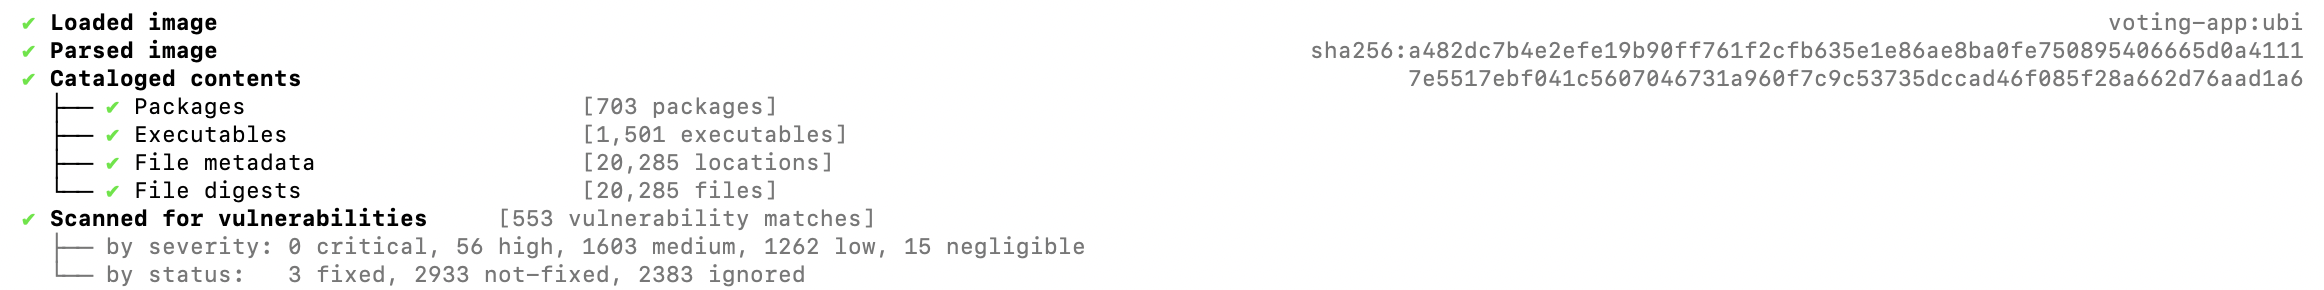 ✔ Loaded image voting-app:ubi
✔ Parsed image sha256:a482dc7b4e2efe19b90ff761f2cfb635e1e86ae8ba0fe750895406665d0a4111
✔ Cataloged contents 7e5517ebf041c5607046731a960f7c9c53735dccad46f085f28a662d76aad1a6
├── ✔ Packages [703 packages]
├── ✔ Executables [1,501 executables]
├── ✔ File metadata [20,285 locations]
└── ✔ File digests [20,285 files]
✔ Scanned for vulnerabilities [553 vulnerability matches]
├── by severity: 0 critical, 56 high, 1603 medium, 1262 low, 15 negligible
└── by status: 3 fixed, 2933 not-fixed, 2383 ignored